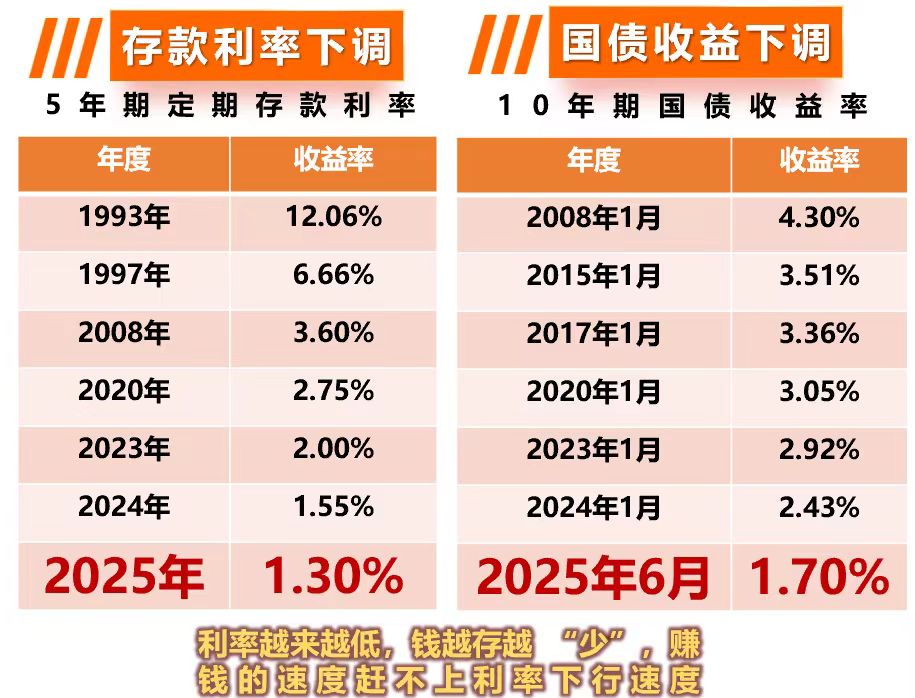 存款利率下调
5年期定期存款利率
年度 收益率
1993年 12.06%
1997年 6.66%
2008年 3.60%
2020年 2.75%
2023年 2.00%
2024年 1.55%
2025年 1.30%
国债收益下调
10年期国债收益率
年度 收益率
2008年1月 4.30%
2015年1月 3.51%
2017年1月 3.36%
2020年1月 3.05%
2023年1月 2.92%
2024年1月 2.43%
2025年6月 1.70%
利率越来越低，钱越存越“少”，赚
钱的速度赶不上利率下行速度